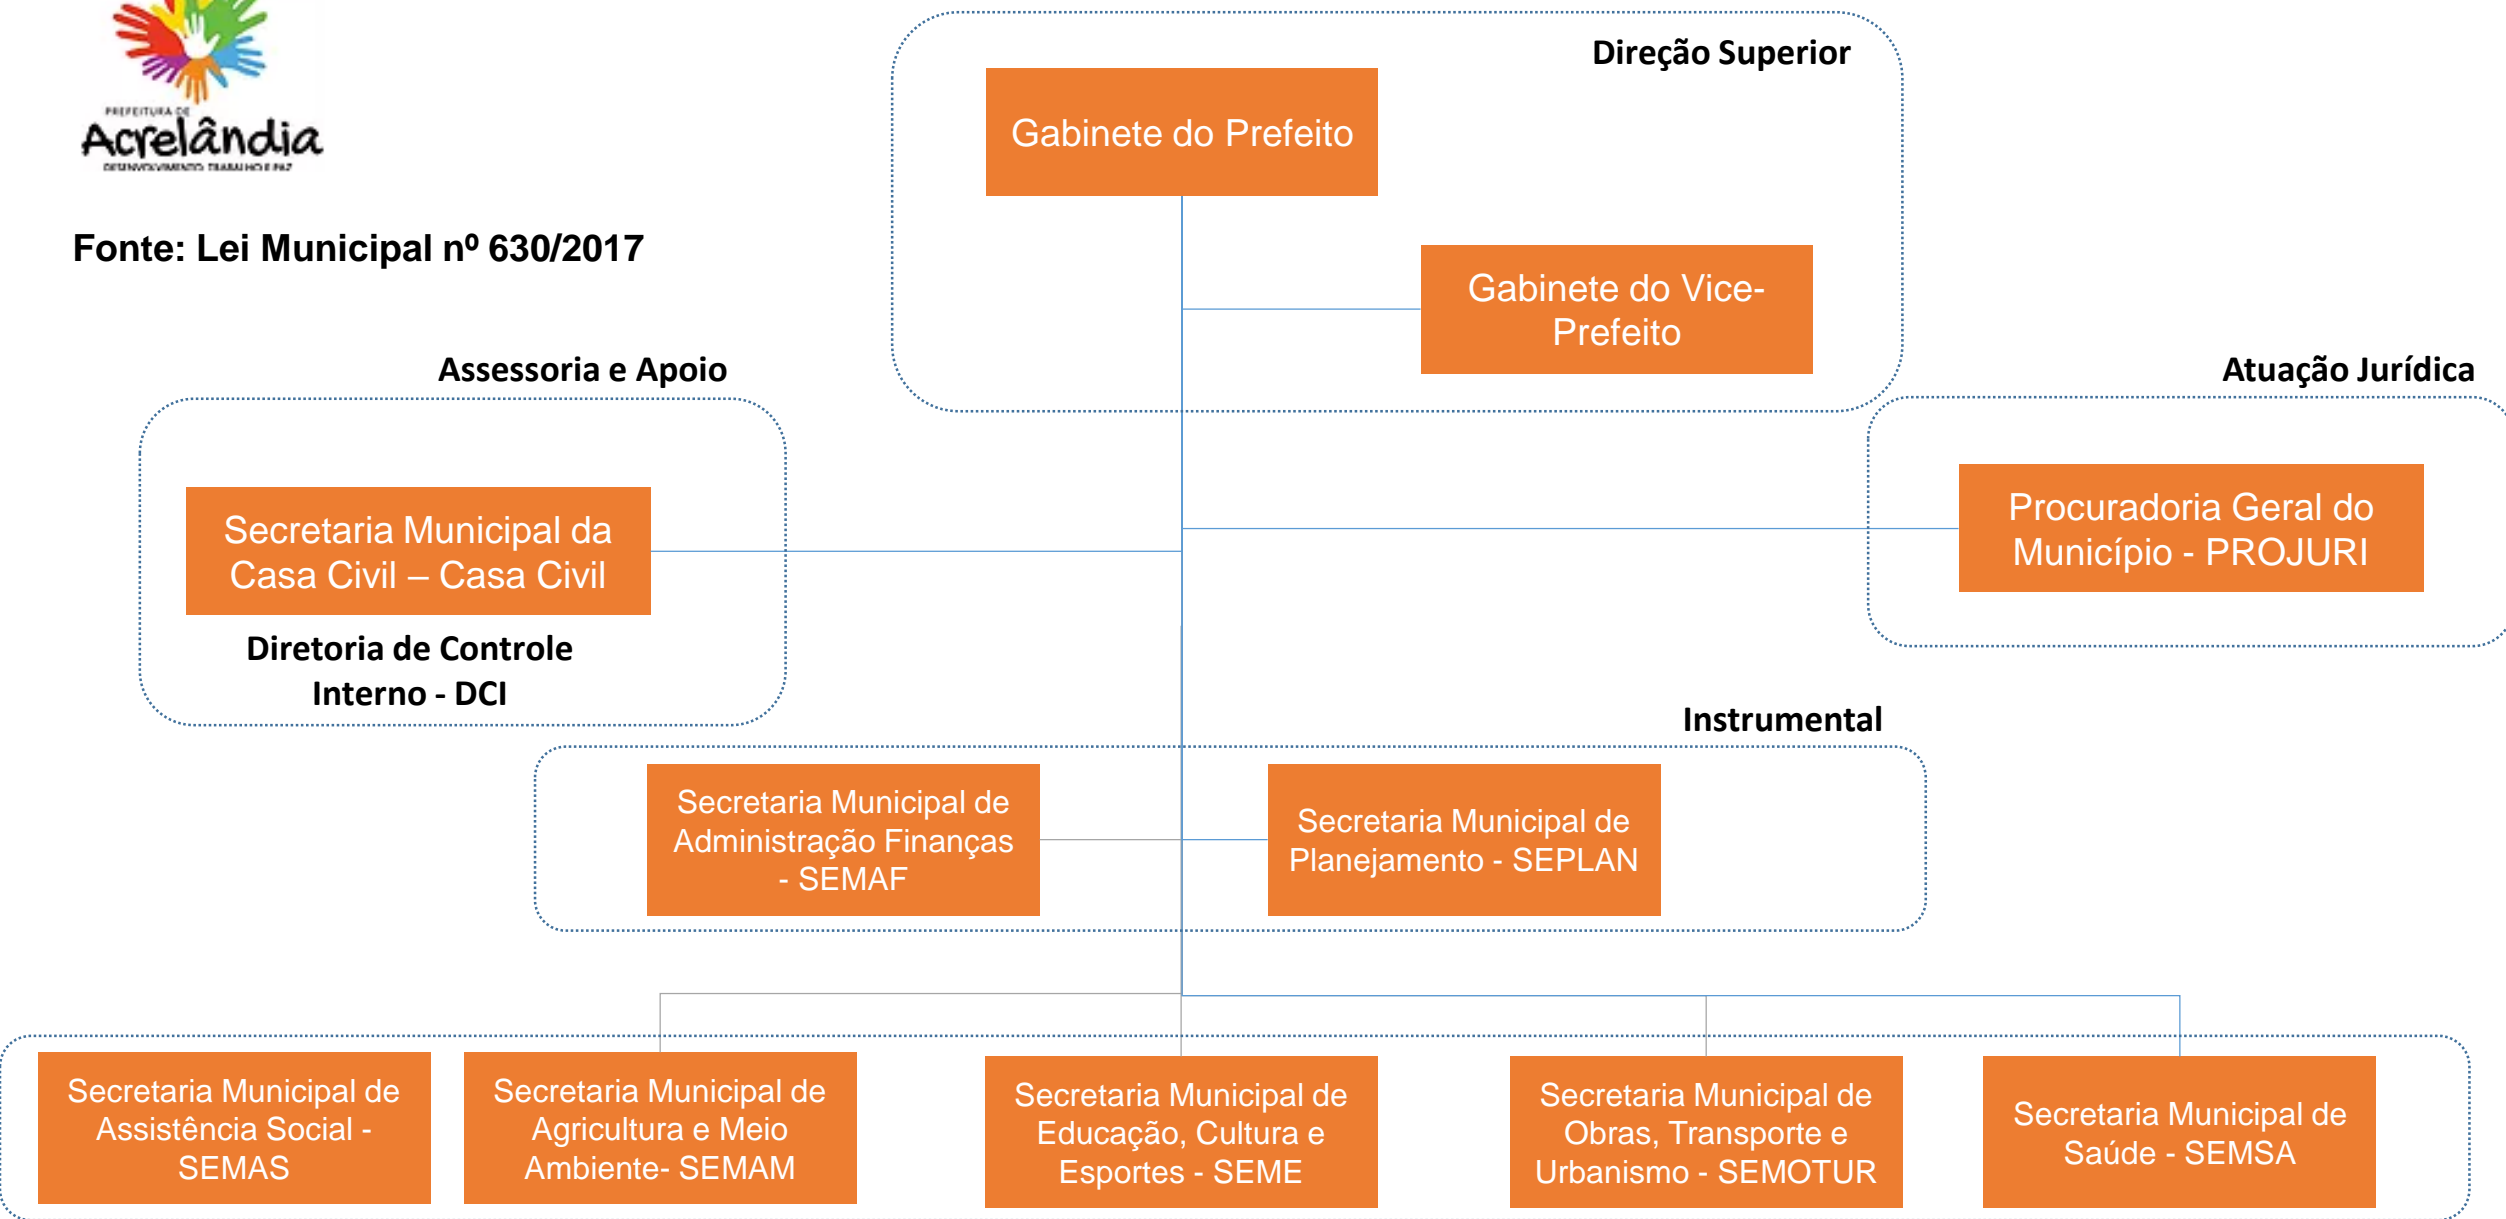 PREFEITURA DE
Acrelândia
DESENVOLVIMENTO TRABALHO E PAZ
Fonte: Lei Municipal nº 630/2017
Direção Superior
Gabinete do Prefeito
Gabinete do Vice-
Prefeito
Assessoria e Apoio
Secretaria Municipal da
Casa Civil – Casa Civil
Diretoria de Controle
Interno - DCI
Atuação Jurídica
Procuradoria Geral do
Município - PROJURI
Instrumental
Secretaria Municipal de
Administração Finanças
- SEMAF
Secretaria Municipal de
Planejamento - SEPLAN
Secretaria Municipal de
Assistência Social -
SEMAS
Secretaria Municipal de
Agricultura e Meio
Ambiente- SEMAM
Secretaria Municipal de
Educação, Cultura e
Esportes - SEME
Secretaria Municipal de
Obras, Transporte e
Urbanismo - SEMOTUR
Secretaria Municipal de
Saúde - SEMSA